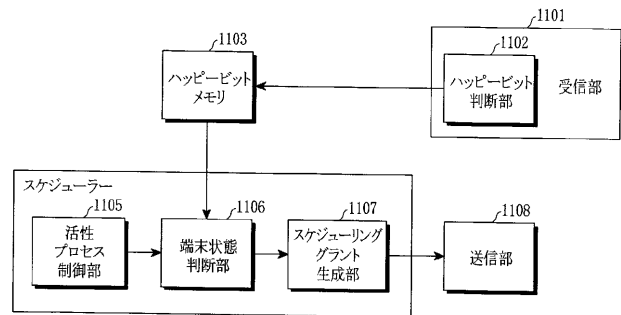 1101
1103
1102
ハッピービット
メモリ
ハッピービット
判断部
受信部
スケジューラー
1105
1106
1107
1108
活性
プロセス
制御部
端末状態
判断部
スケジューリング
グラント
生成部
送信部